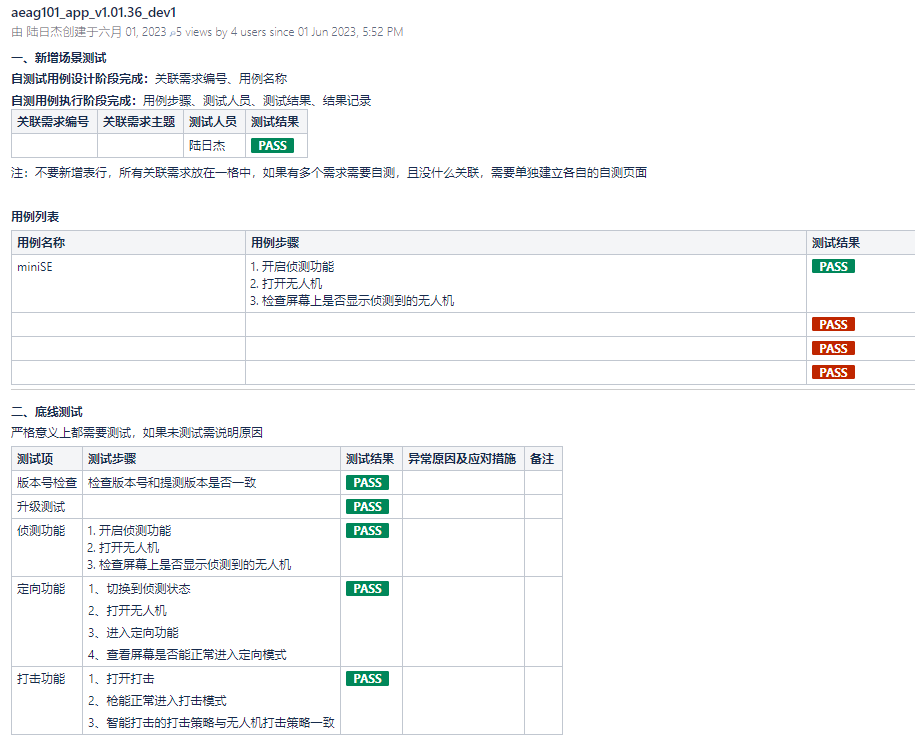 aeag101_app_v1.01.36_dev1
由 陆日杰创建于六月 01, 2023 5 views by 4 users since 01 Jun 2023, 5:52 PM
一、新增场景测试
自测试用例设计阶段完成：关联需求编号、用例名称
自测用例执行阶段完成：用例步骤、测试人员、测试结果、结果记录
关联需求编号 关联需求主题 测试人员 测试结果
陆日杰 PASS
注：不要新增表行，所有关联需求放在一格中，如果有多个需求需要自测，且没什么关联，需要单独建立各自的自测页面
用例列表
用例名称 用例步骤 测试结果
miniSE 1. 开启侦测功能 PASS
2. 打开无人机
3. 检查屏幕上是否显示侦测到的无人机
PASS
PASS
PASS
二、底线测试
严格意义上都需要测试，如果未测试需说明原因
测试项 测试步骤 测试结果 异常原因及应对措施 备注
版本号检查 检查版本号和提测版本是否一致 PASS
升级测试 PASS
侦测功能 1. 开启侦测功能 PASS
2. 打开无人机
3. 检查屏幕上是否显示侦测到的无人机
定向功能 1、切换到侦测状态 PASS
2、打开无人机
3、进入定向功能
4、查看屏幕是否能正常进入定向模式
打击功能 1、打开打击 PASS
2、枪能正常进入打击模式
3、智能打击的打击策略与无人机打击策略一致